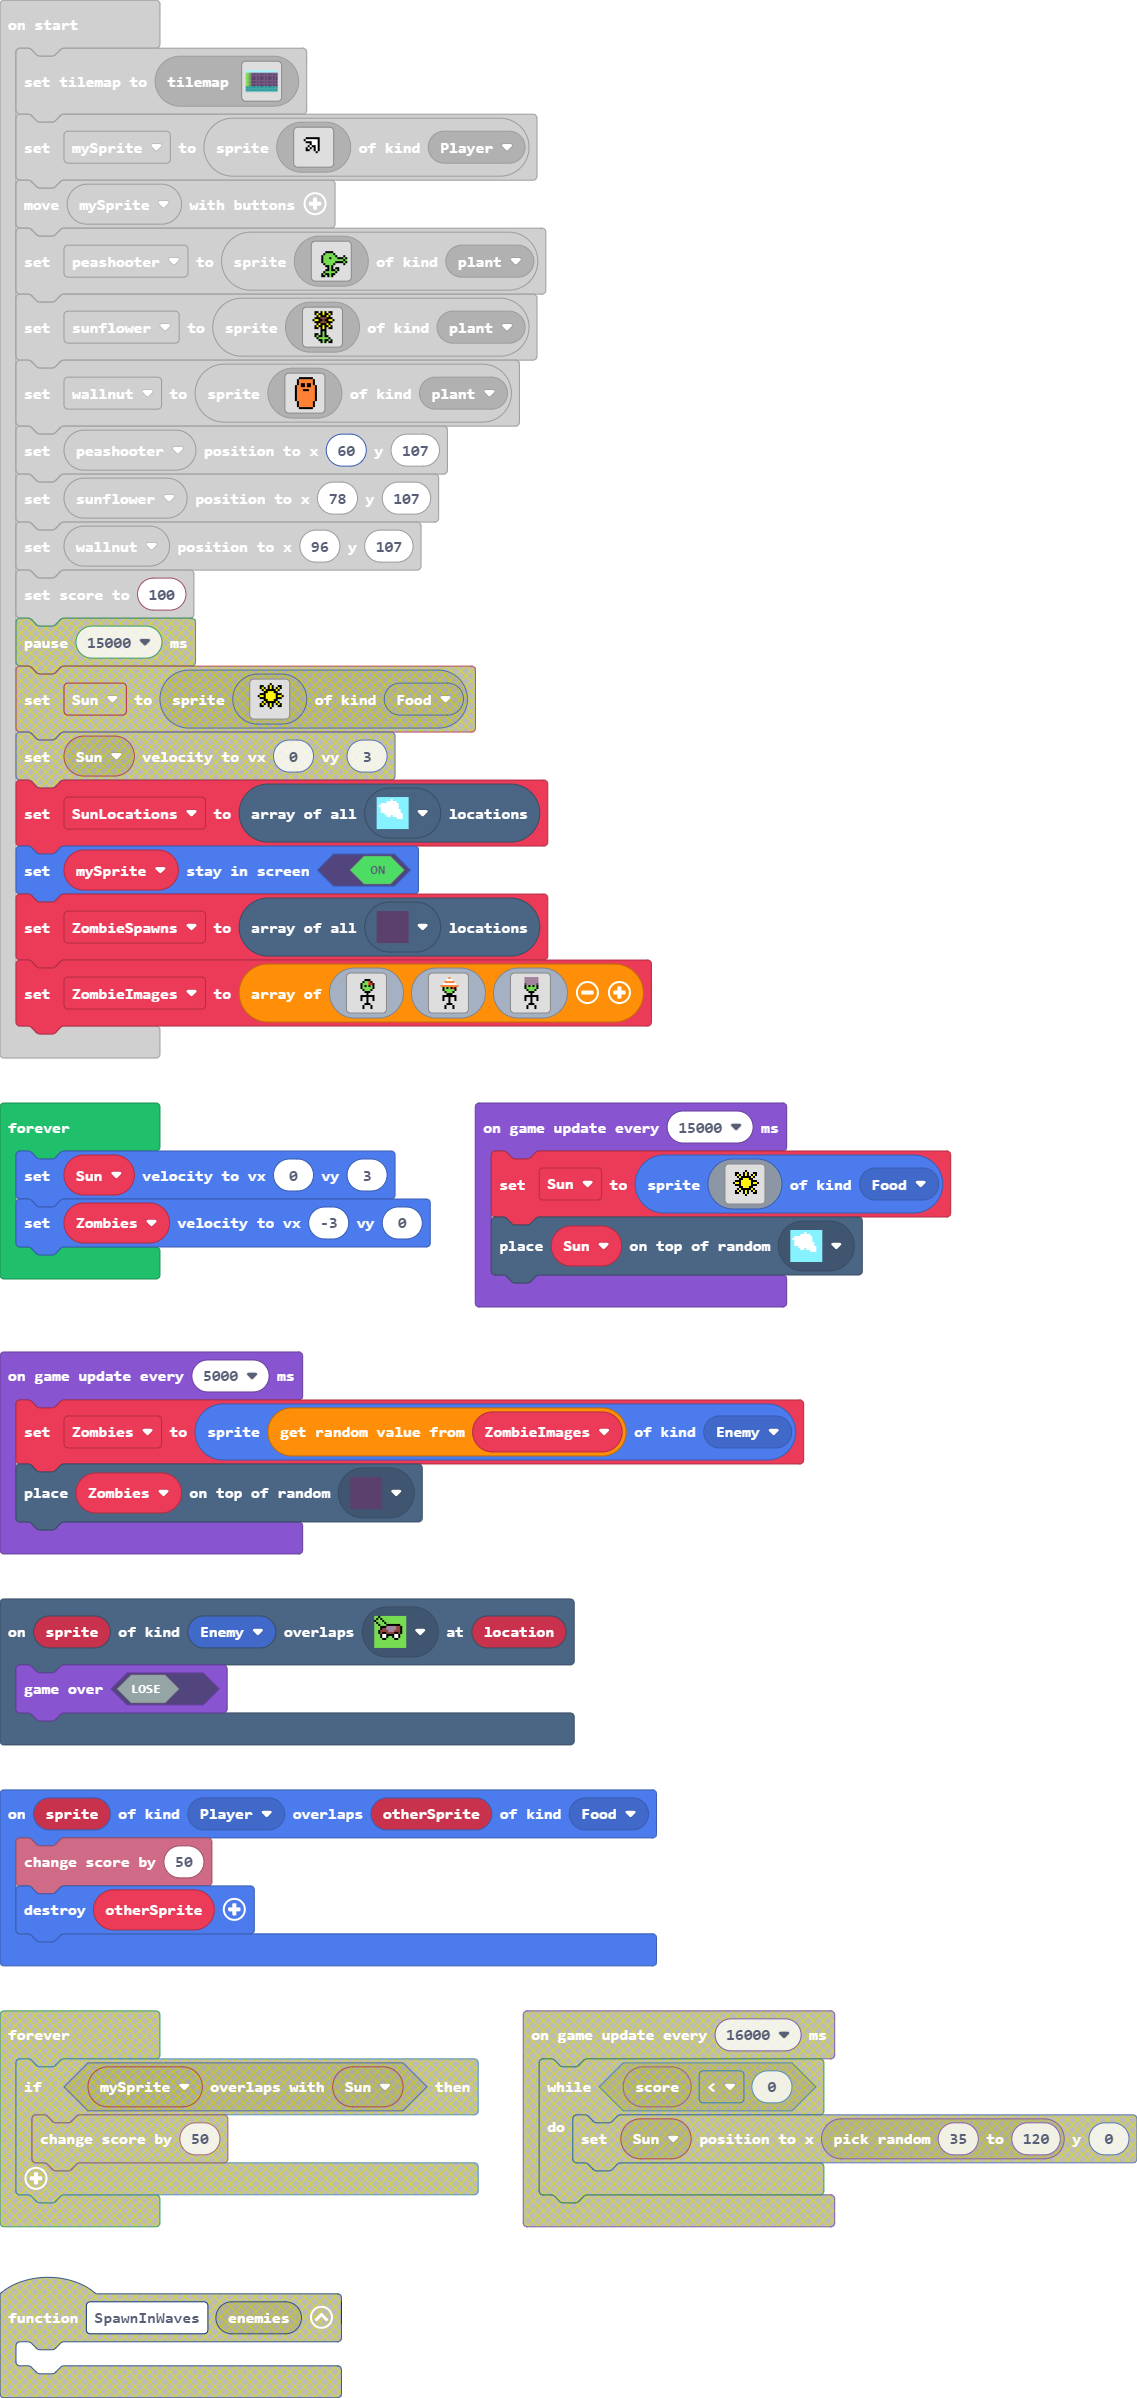 on start
set tilemap to tilemap
set mySprite to sprite of kind Player
move mySprite with buttons
set peashooter to sprite of kind plant
set sunflower to sprite of kind plant
set wallnut to sprite of kind plant
set peashooter position to x 60 y 107
set sunflower position to x 78 y 107
set wallnut position to x 96 y 107
set score to 100
pause 15000 ms
set Sun to sprite of kind Food
set Sun velocity to vx 0 vy 3
set SunLocations to array of all locations
set mySprite stay in screen ON
set ZombieSpawns to array of all locations
set ZombieImages to array of
forever
set Sun velocity to vx 0 vy 3
set Zombies velocity to vx -3 vy 0
on game update every 15000 ms
set Sun to sprite of kind Food
place Sun on top of random
on game update every 5000 ms
set Zombies to sprite get random value from ZombieImages of kind Enemy
place Zombies on top of random
on sprite of kind Enemy overlaps at location
game over LOSE
on sprite of kind Player overlaps otherSprite of kind Food
change score by 50
destroy otherSprite
forever
if mySprite overlaps with Sun then
change score by 50
on game update every 16000 ms
while score < 0
do set Sun position to x pick random 35 to 120 y 0
function SpawnInWaves enemies